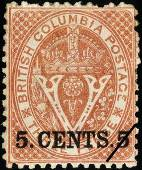 BRITISH COLUMBIA POSTAGE
V
5. CENTS. 5